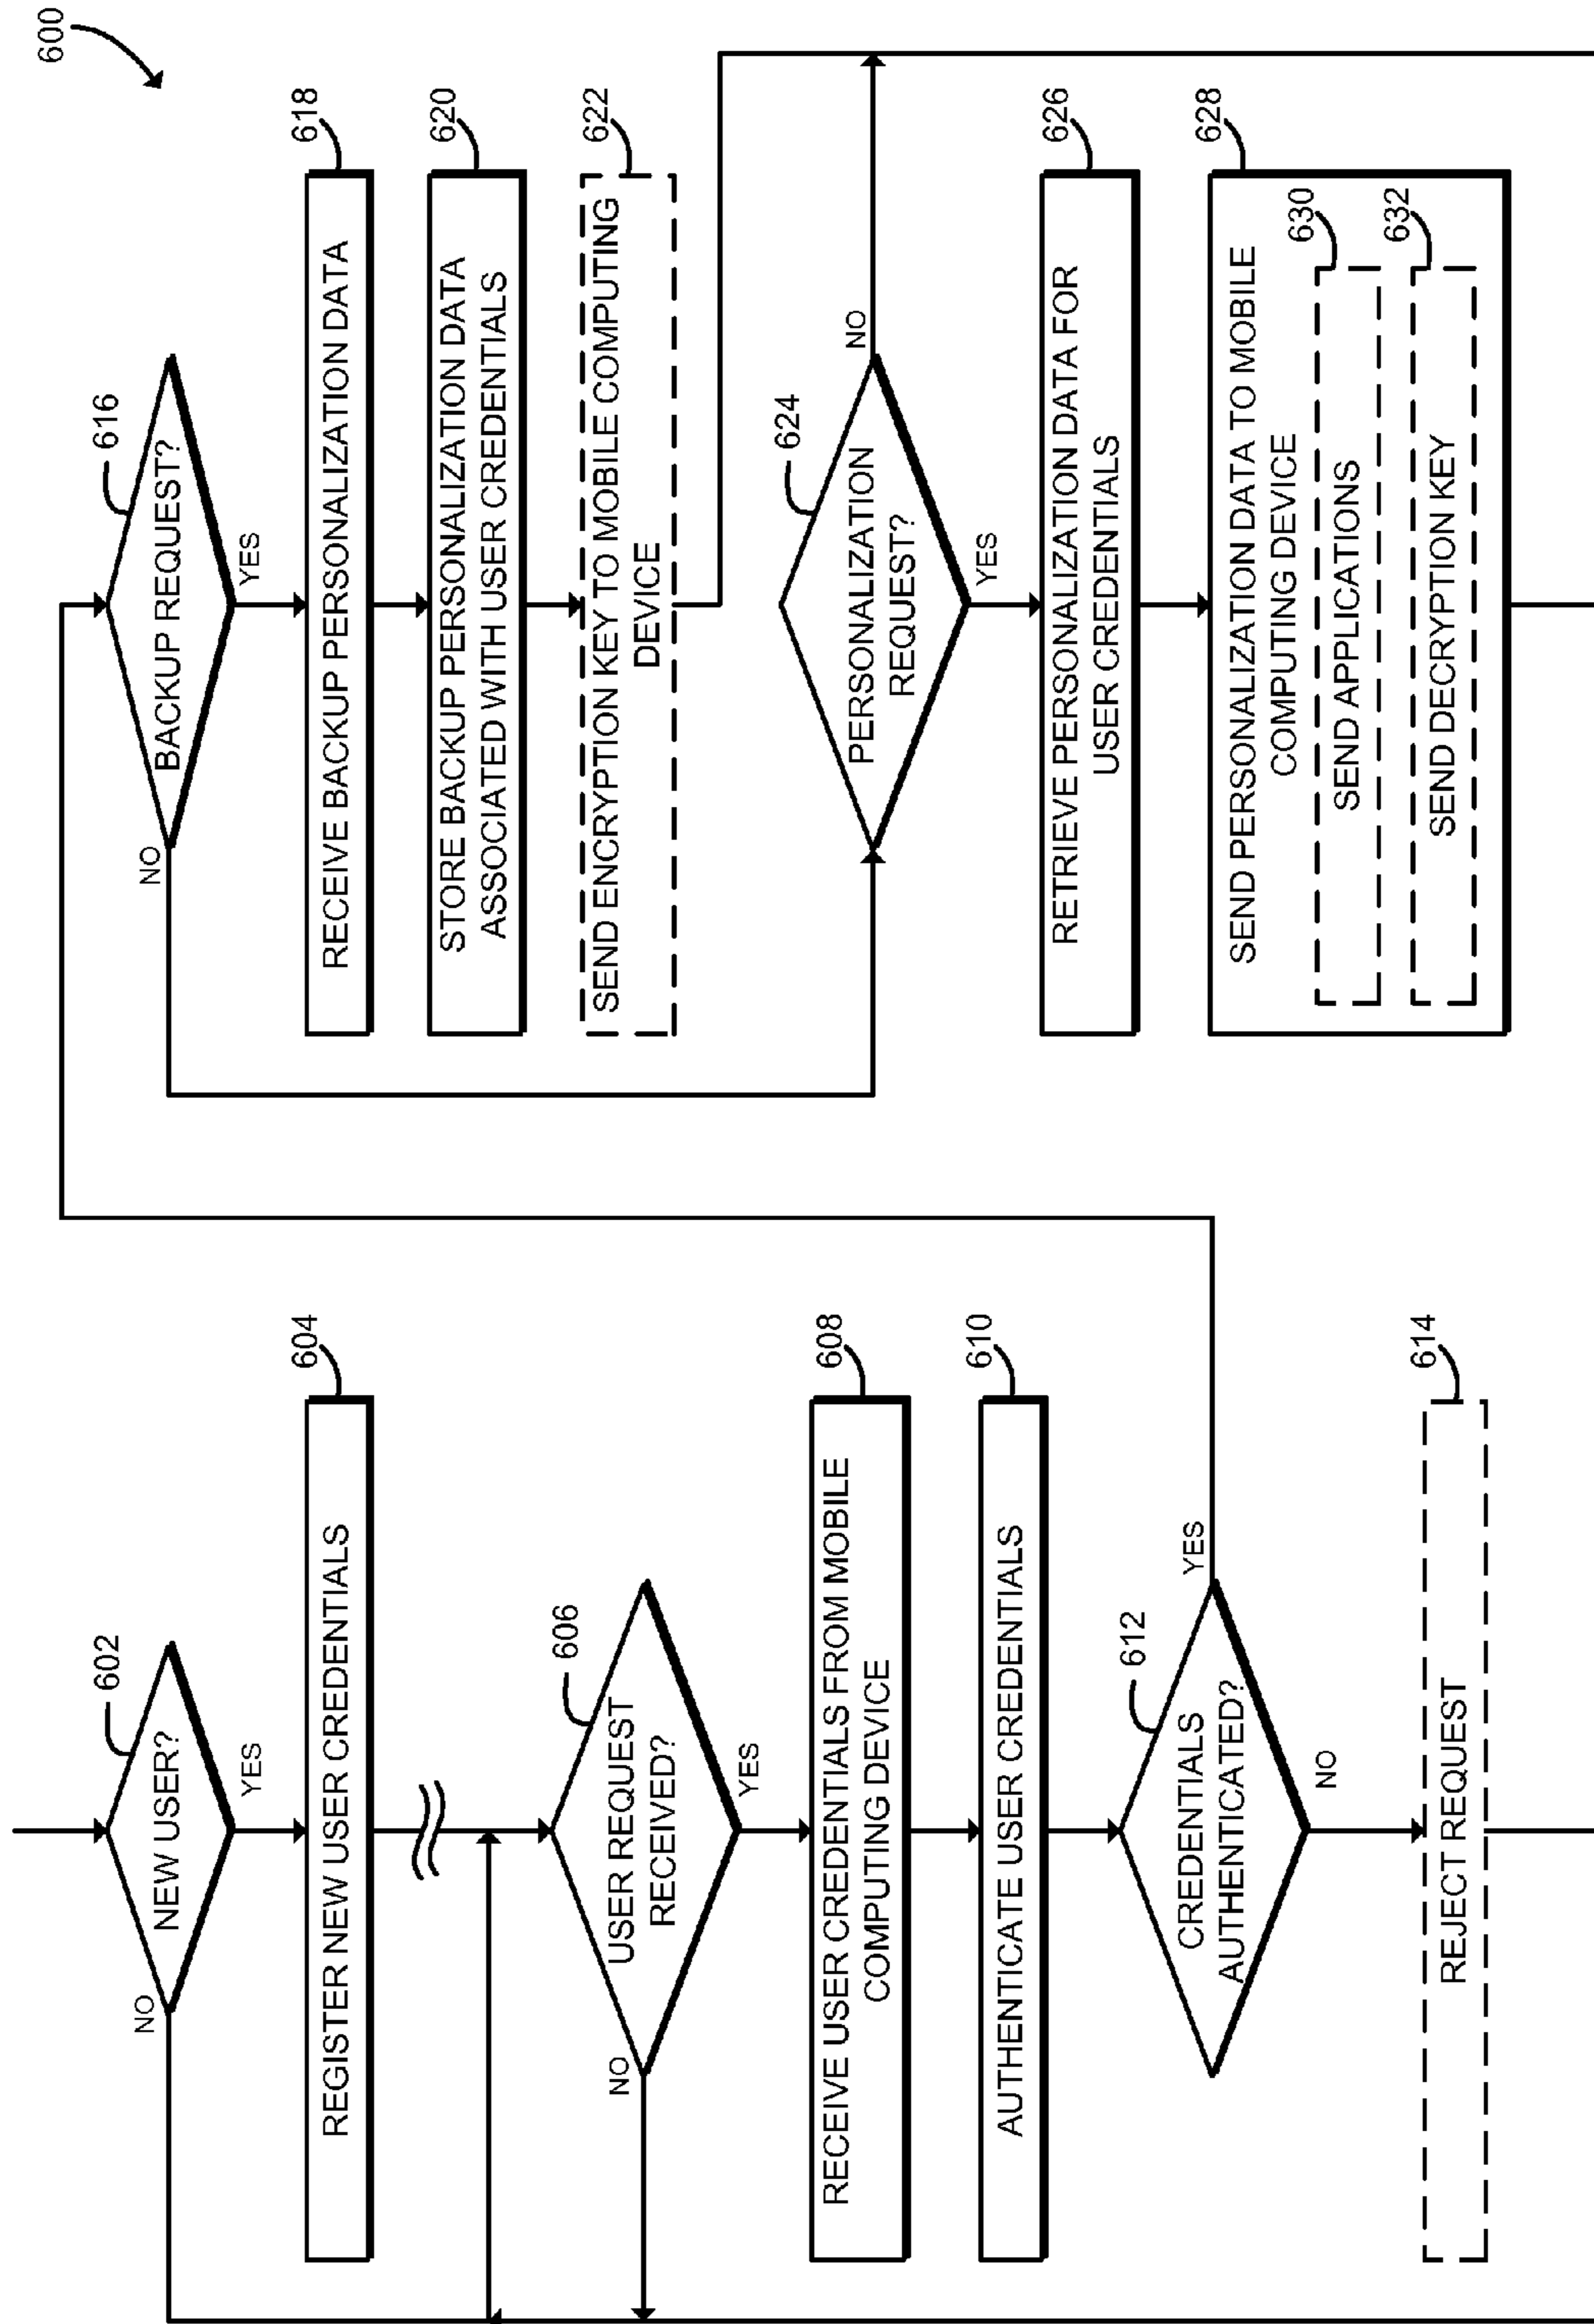 600
602
NEW USER?
NO
YES
604
REGISTER NEW USER CREDENTIALS
606
USER REQUEST
RECEIVED?
NO
YES
608
RECEIVE USER CREDENTIALS FROM MOBILE
COMPUTING DEVICE
610
AUTHENTICATE USER CREDENTIALS
612
CREDENTIALS
AUTHENTICATED?
YES
NO
614
REJECT REQUEST
616
BACKUP REQUEST?
NO
YES
618
RECEIVE BACKUP PERSONALIZATION DATA
620
STORE BACKUP PERSONALIZATION DATA
ASSOCIATED WITH USER CREDENTIALS
622
SEND ENCRYPTION KEY TO MOBILE COMPUTING
DEVICE
624
PERSONALIZATION
REQUEST?
NO
YES
626
RETRIEVE PERSONALIZATION DATA FOR
USER CREDENTIALS
628
SEND PERSONALIZATION DATA TO MOBILE
COMPUTING DEVICE
630
SEND APPLICATIONS
632
SEND DECRYPTION KEY